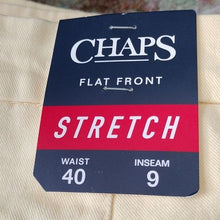 CHAPS
FLAT FRONT
STRETCH
WAIST INSEAM
40 9